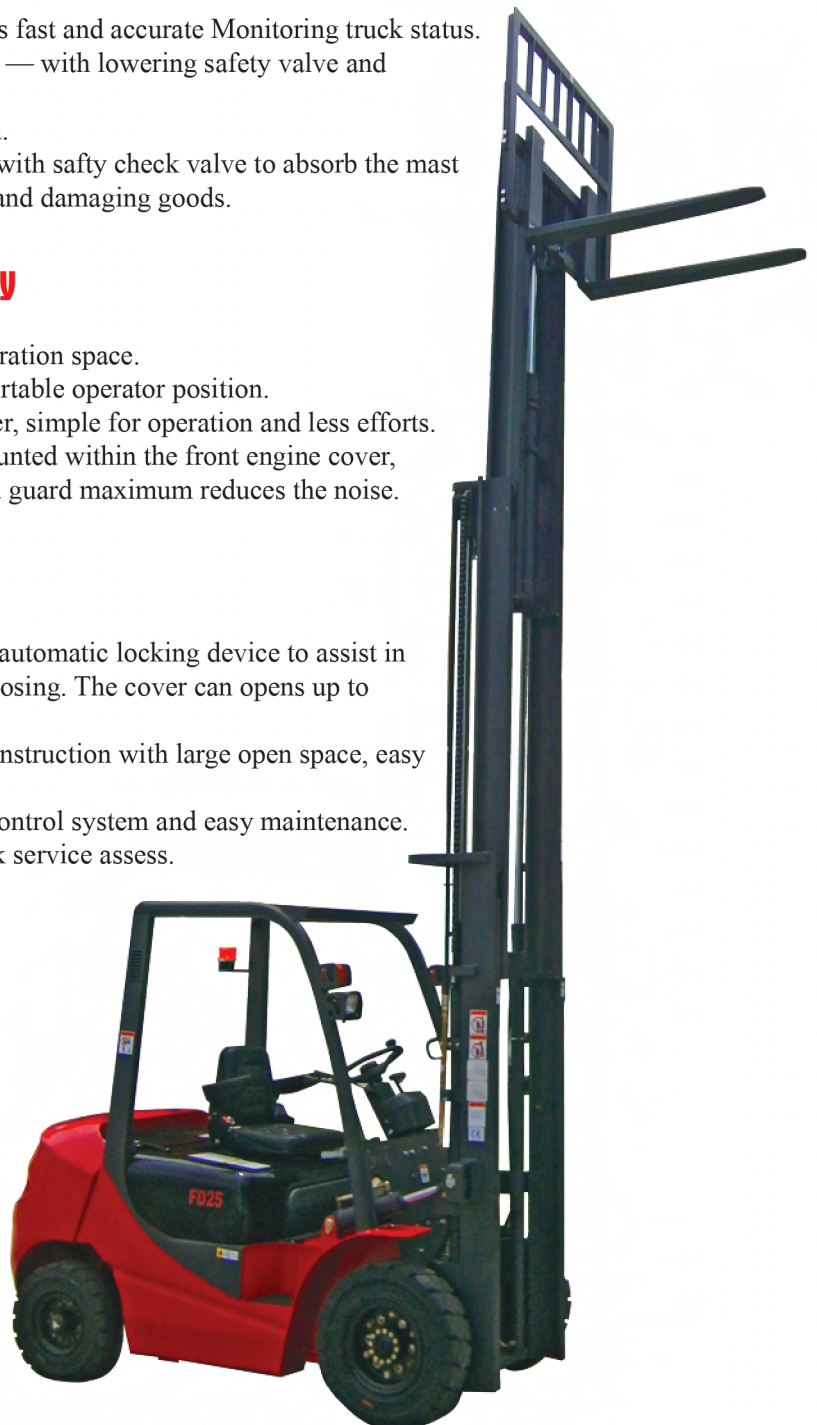 s fast and accurate Monitoring truck status.
— with lowering safety valve and
.
with safty check valve to absorb the mast
and damaging goods.
y
ration space.
rtable operator position.
er, simple for operation and less efforts.
unted within the front engine cover,
guard maximum reduces the noise.
automatic locking device to assist in
osing. The cover can opens up to
nstruction with large open space, easy
ontrol system and easy maintenance.
k service assess.
FD25
CE